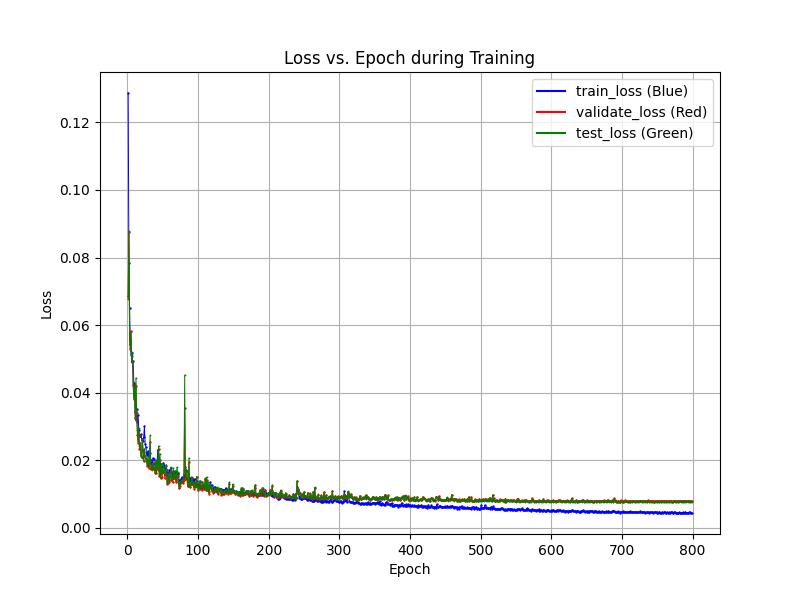 Loss vs. Epoch during Training
train_loss (Blue)
validate_loss (Red)
test_loss (Green)
Loss
0.12
0.10
0.08
0.06
0.04
0.02
0.00
0 100 200 300 400 500 600 700 800
Epoch